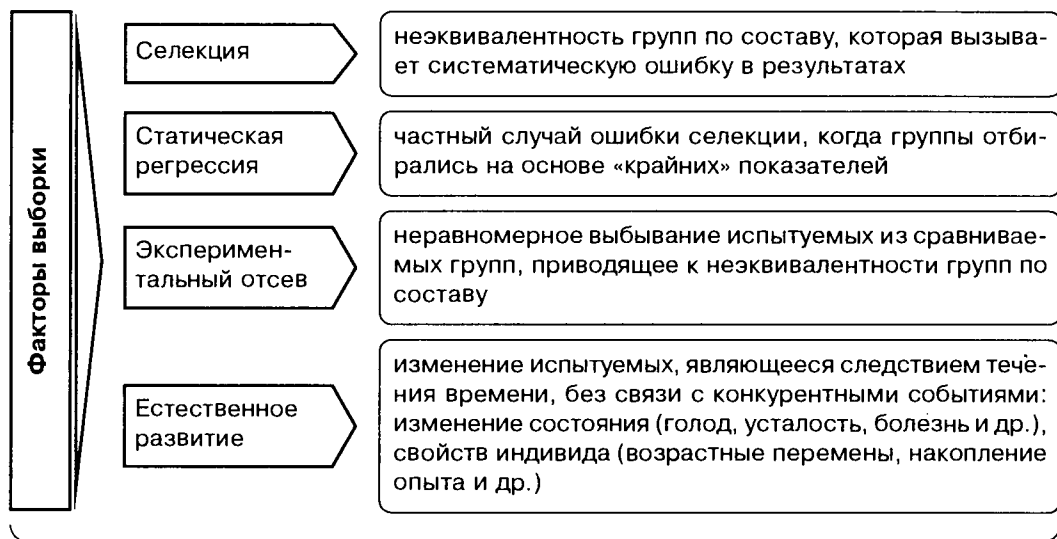 Факторы выборки
Селекция
неэквивалентность групп по составу, которая вызыва-
ет систематическую ошибку в результатах
Статическая
регрессия
частный случай ошибки селекции, когда группы отби-
рались на основе «крайних» показателей
Эксперимен-
тальный отсев
неравномерное выбывание испытуемых из сравнивае-
мых групп, приводящее к неэквивалентности групп по
составу
Естественное
развитие
изменение испытуемых, являющееся следствием тече-
ния времени, без связи с конкурентными событиями:
изменение состояния (голод, усталость, болезнь и др.),
свойств индивида (возрастные перемены, накопление
опыта и др.)